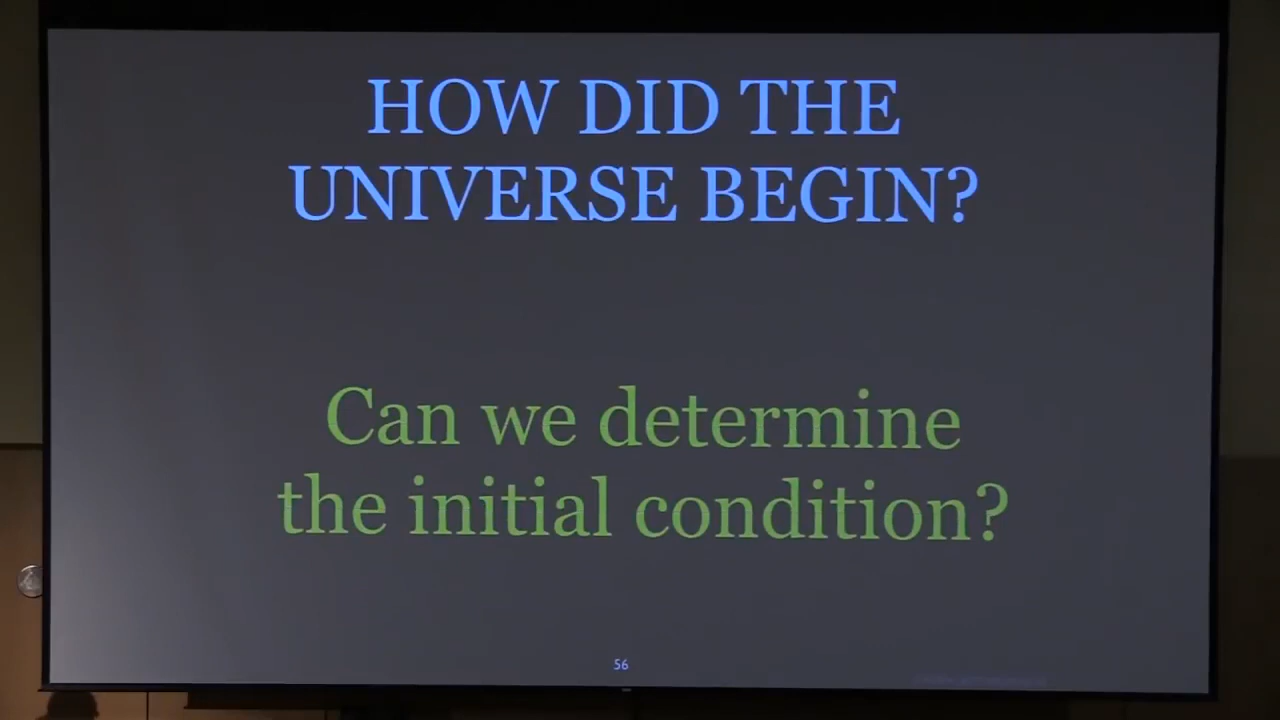 HOW DID THE
UNIVERSE BEGIN?
Can we determine
the initial condition?
56